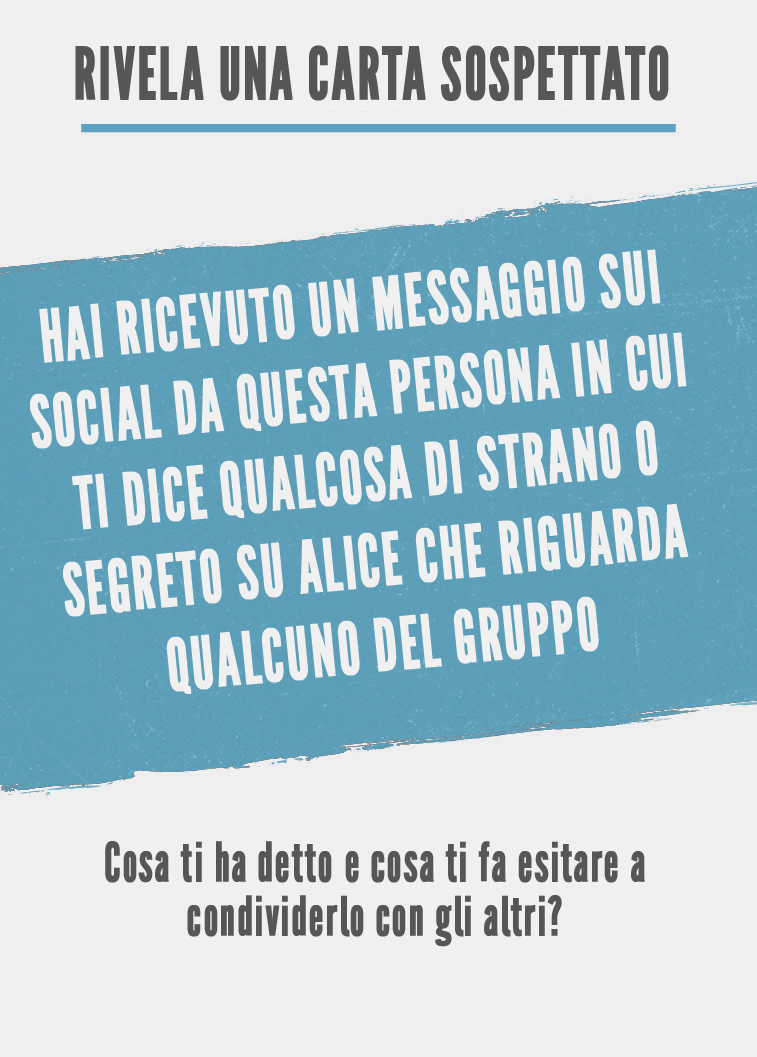 RIVELA UNA CARTA SOSPETTATO
HAI RICEVUTO UN MESSAGGIO SUI
SOCIAL DA QUESTA PERSONA IN CUI
TI DICE QUALCOSA DI STRANO O
SEGRETO SU ALICE CHE RIGUARDA
QUALCUNO DEL GRUPPO
Cosa ti ha detto e cosa ti fa esitare a
condividerlo con gli altri?